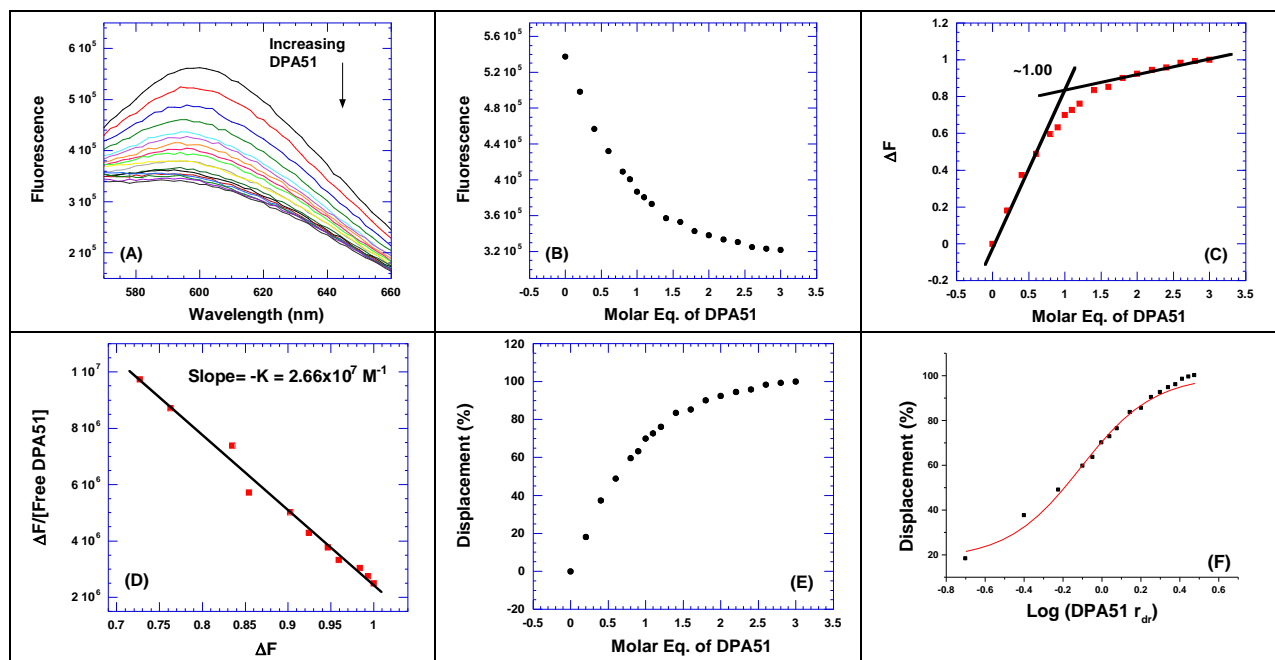 6 10⁵
5 10⁵
4 10⁵
3 10⁵
2 10⁵
Fluorescence
Increasing
DPA51
(A)
580 600 620 640 660
Wavelength (nm)
5.6 10⁵
5.2 10⁵
4.8 10⁵
4.4 10⁵
4 10⁵
3.6 10⁵
3.2 10⁵
Fluorescence
(B)
-0.5 0 0.5 1 1.5 2 2.5 3 3.5
Molar Eq. of DPA51
1.2
1
0.8
0.6
0.4
0.2
0
-0.2
ΔF
~1.00
(C)
-0.5 0 0.5 1 1.5 2 2.5 3 3.5
Molar Eq. of DPA51
1 10⁷
8 10⁶
6 10⁶
4 10⁶
2 10⁶
ΔF/[Free DPA51]
Slope= -K = 2.66x10⁷ M⁻¹
(D)
0.7 0.75 0.8 0.85 0.9 0.95 1
ΔF
120
100
80
60
40
20
0
-20
Displacement (%)
(E)
-0.5 0 0.5 1 1.5 2 2.5 3 3.5
Molar Eq. of DPA51
100
80
60
40
20
Displacement (%)
(F)
-0.8 -0.6 -0.4 -0.2 0.0 0.2 0.4 0.6
Log (DPA51 r_dr)